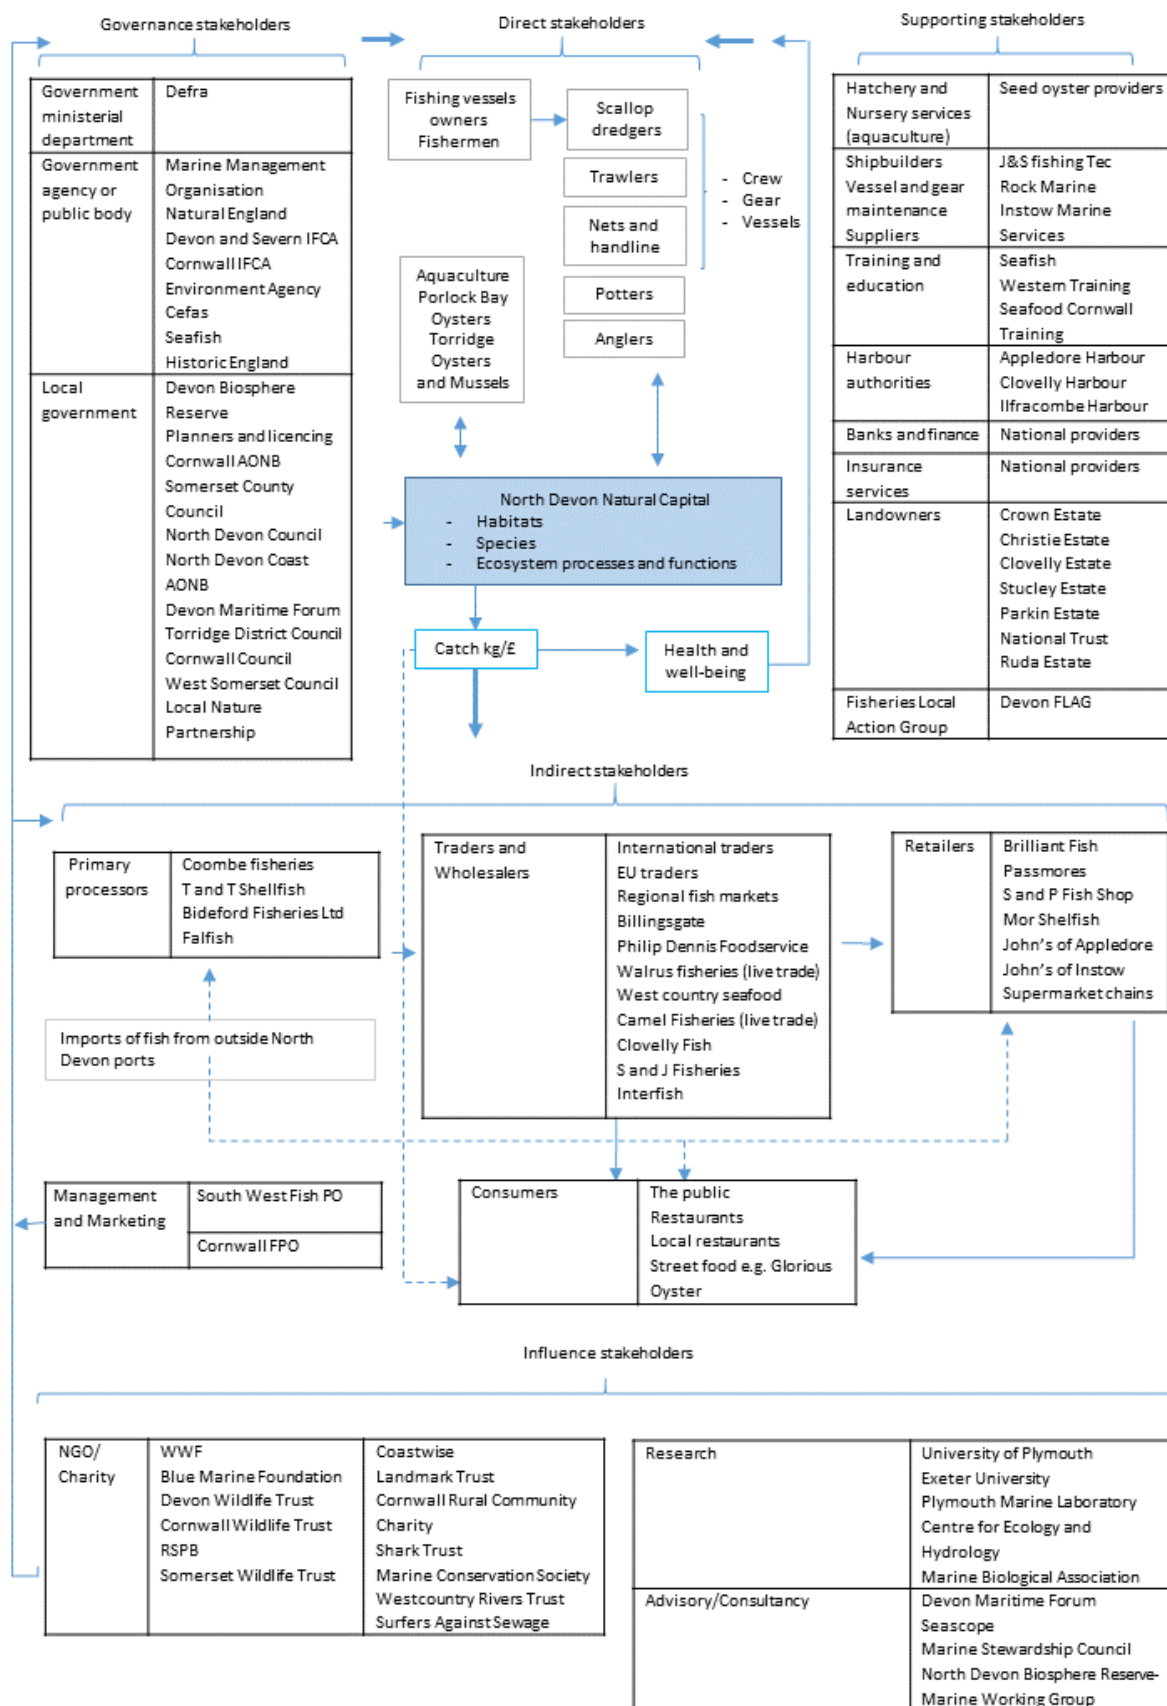 Governance stakeholders
Direct stakeholders
Supporting stakeholders
Government
ministerial
department
Defra
Government
agency or
public body
Marine Management
Organisation
Natural England
Devon and Severn IFCA
Cornwall IFCA
Environment Agency
Cefas
Seafish
Historic England
Local
government
Devon Biosphere
Reserve
Planners and licencing
Cornwall AONB
Somerset County
Council
North Devon Council
North Devon Coast
AONB
Devon Maritime Forum
Torridge District Council
Cornwall Council
West Somerset Council
Local Nature
Partnership
Fishing vessels
owners
Fishermen
Scallop
dredgers
Trawlers
Nets and
handline
Potters
Anglers
- Crew
- Gear
- Vessels
Aquaculture
Porlock Bay
Oysters
Torridge
Oysters
and Mussels
North Devon Natural Capital
- Habitats
- Species
- Ecosystem processes and functions
Catch kg/£
Health and
well-being
Hatchery and
Nursery services
(aquaculture)
Seed oyster providers
Shipbuilders
Vessel and gear
maintenance
Suppliers
J&S fishing Tec
Rock Marine
Instow Marine
Services
Training and
education
Seafish
Western Training
Seafood Cornwall
Training
Harbour
authorities
Appledore Harbour
Clovelly Harbour
Ilfracombe Harbour
Banks and finance
National providers
Insurance
services
National providers
Landowners
Crown Estate
Christie Estate
Clovelly Estate
Stucley Estate
Parkin Estate
National Trust
Ruda Estate
Fisheries Local
Action Group
Devon FLAG
Indirect stakeholders
Primary
processors
Coombe fisheries
T and T Shellfish
Bideford Fisheries Ltd
Falfish
Traders and
Wholesalers
International traders
EU traders
Regional fish markets
Billingsgate
Philip Dennis Foodservice
Walrus fisheries (live trade)
West country seafood
Camel Fisheries (live trade)
Clovelly Fish
S and J Fisheries
Interfish
Retailers
Brilliant Fish
Passmores
S and P Fish Shop
Mor Shelfish
John's of Appledore
John's of Instow
Supermarket chains
Imports of fish from outside North
Devon ports
Management
and Marketing
South West Fish PO
Cornwall FPO
Consumers
The public
Restaurants
Local restaurants
Street food e.g. Glorious
Oyster
Influence stakeholders
NGO/
Charity
WWF
Blue Marine Foundation
Devon Wildlife Trust
Cornwall Wildlife Trust
RSPB
Somerset Wildlife Trust
Coastwise
Landmark Trust
Cornwall Rural Community
Charity
Shark Trust
Marine Conservation Society
Westcountry Rivers Trust
Surfers Against Sewage
Research
University of Plymouth
Exeter University
Plymouth Marine Laboratory
Centre for Ecology and
Hydrology
Marine Biological Association
Advisory/Consultancy
Devon Maritime Forum
Seascope
Marine Stewardship Council
North Devon Biosphere Reserve-
Marine Working Group